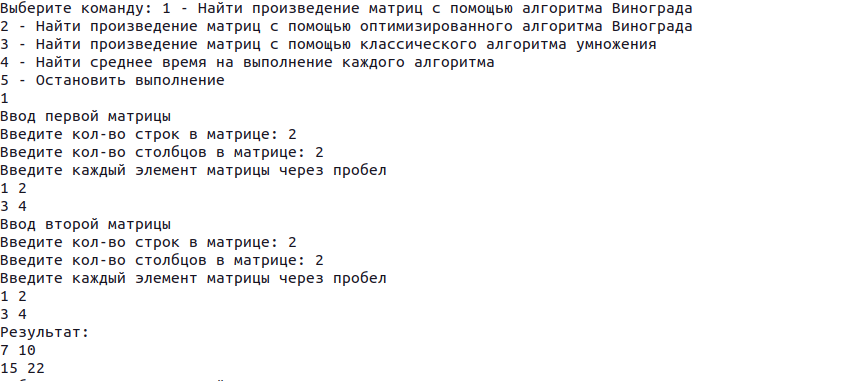 Выберите команду: 1 - Найти произведение матриц с помощью алгоритма Винограда
2 - Найти произведение матриц с помощью оптимизированного алгоритма Винограда
3 - Найти произведение матриц с помощью классического алгоритма умножения
4 - Найти среднее время на выполнение каждого алгоритма
5 - Остановить выполнение
1
Ввод первой матрицы
Введите кол-во строк в матрице: 2
Введите кол-во столбцов в матрице: 2
Введите каждый элемент матрицы через пробел
1 2
3 4
Ввод второй матрицы
Введите кол-во строк в матрице: 2
Введите кол-во столбцов в матрице: 2
Введите каждый элемент матрицы через пробел
1 2
3 4
Результат:
7 10
15 22